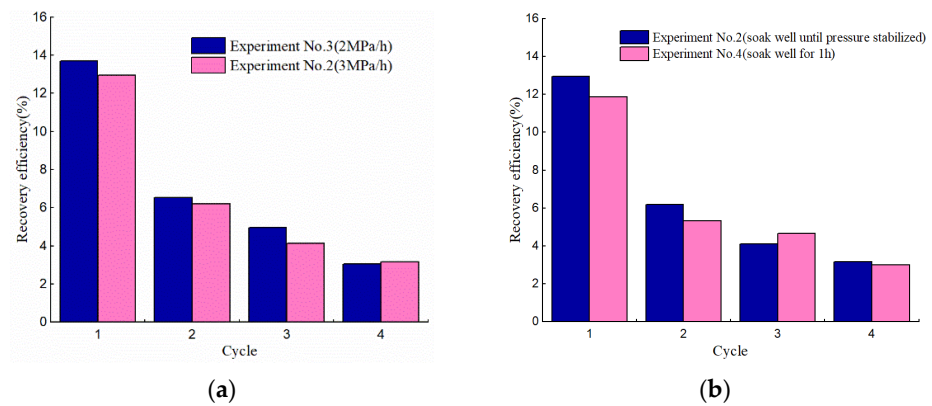 16
14
12
10
8
6
4
2
0
Recovery efficiency(%)
Experiment No.3(2MPa/h)
Experiment No.2(3MPa/h)
1 2 3 4
Cycle
(a)
16
14
12
10
8
6
4
2
0
Recovery efficiency(%)
Experiment No.2(soak well until pressure stabilized)
Experiment No.4(soak well for 1h)
1 2 3 4
Cycle
(b)